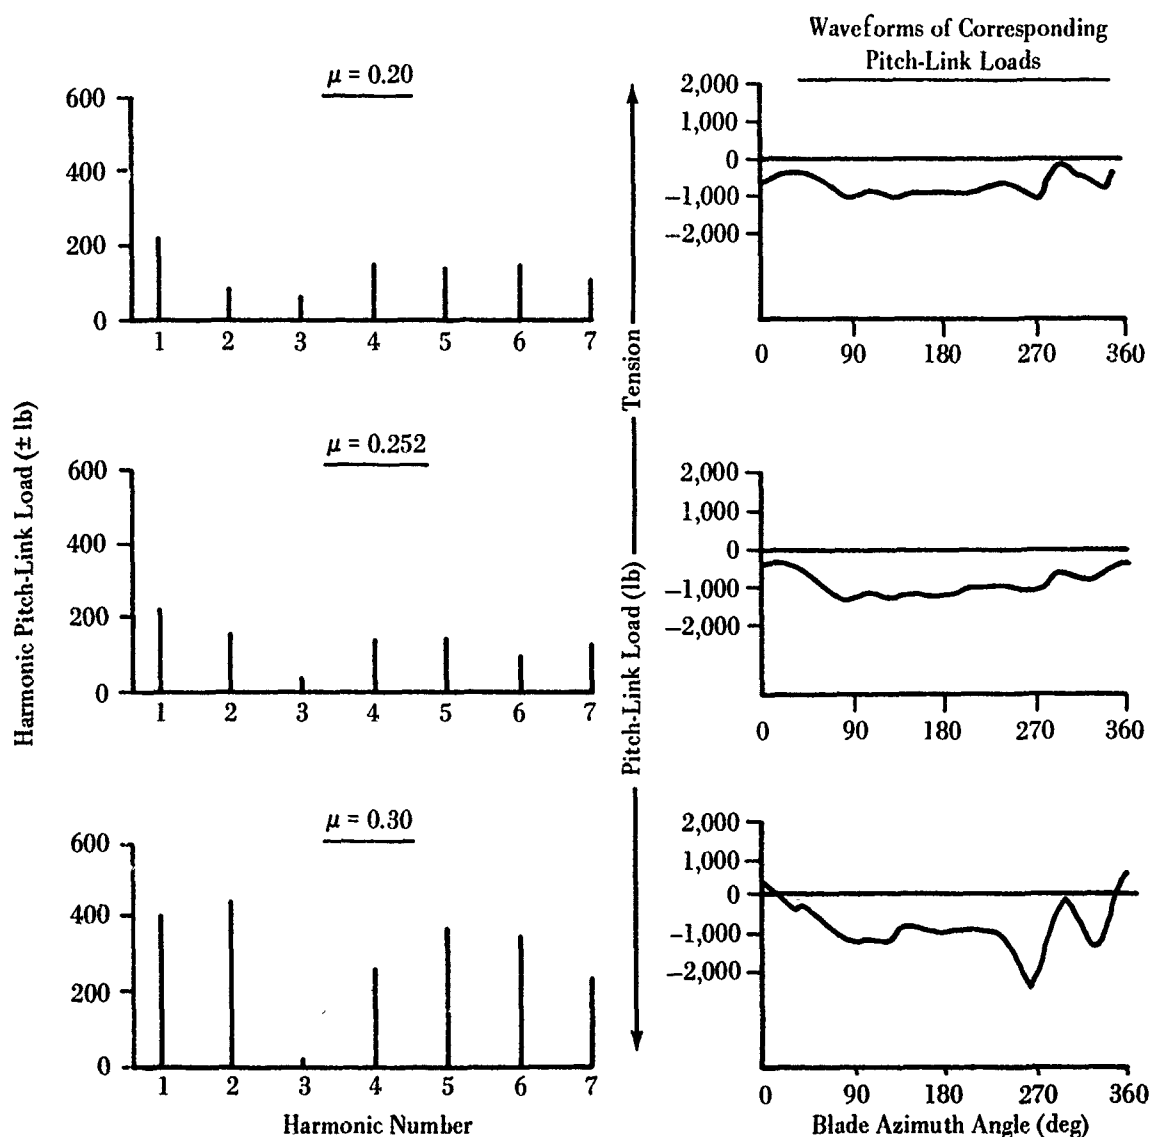 Waveforms of Corresponding
Pitch-Link Loads
μ = 0.20
600
400
200
0
1 2 3 4 5 6 7
2,000
1,000
0
−1,000
−2,000
0 90 180 270 360
μ = 0.252
600
400
200
0
1 2 3 4 5 6 7
2,000
1,000
0
−1,000
−2,000
0 90 180 270 360
μ = 0.30
600
400
200
0
1 2 3 4 5 6 7
2,000
1,000
0
−1,000
−2,000
0 90 180 270 360
Harmonic Pitch-Link Load (± lb)
Tension
Pitch-Link Load (lb)
Harmonic Number
Blade Azimuth Angle (deg)